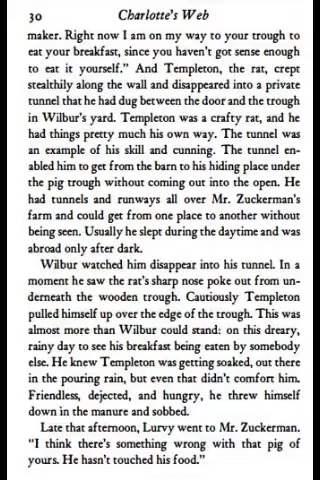 30 Charlotte's Web
maker. Right now I am on my way to your trough to
eat your breakfast, since you haven't got sense enough
to eat it yourself." And Templeton, the rat, crept
stealthily along the wall and disappeared into a private
tunnel that he had dug between the door and the trough
in Wilbur's yard. Templeton was a crafty rat, and he
had things pretty much his own way. The tunnel was
an example of his skill and cunning. The tunnel en-
abled him to get from the barn to his hiding place under
the pig trough without coming out into the open. He
had tunnels and runways all over Mr. Zuckerman's
farm and could get from one place to another without
being seen. Usually he slept during the daytime and was
abroad only after dark.
Wilbur watched him disappear into his tunnel. In a
moment he saw the rat's sharp nose poke out from un-
derneath the wooden trough. Cautiously Templeton
pulled himself up over the edge of the trough. This was
almost more than Wilbur could stand: on this dreary,
rainy day to see his breakfast being eaten by somebody
else. He knew Templeton was getting soaked, out there
in the pouring rain, but even that didn't comfort him.
Friendless, dejected, and hungry, he threw himself
down in the manure and sobbed.
Late that afternoon, Lurvy went to Mr. Zuckerman.
"I think there's something wrong with that pig of
yours. He hasn't touched his food."